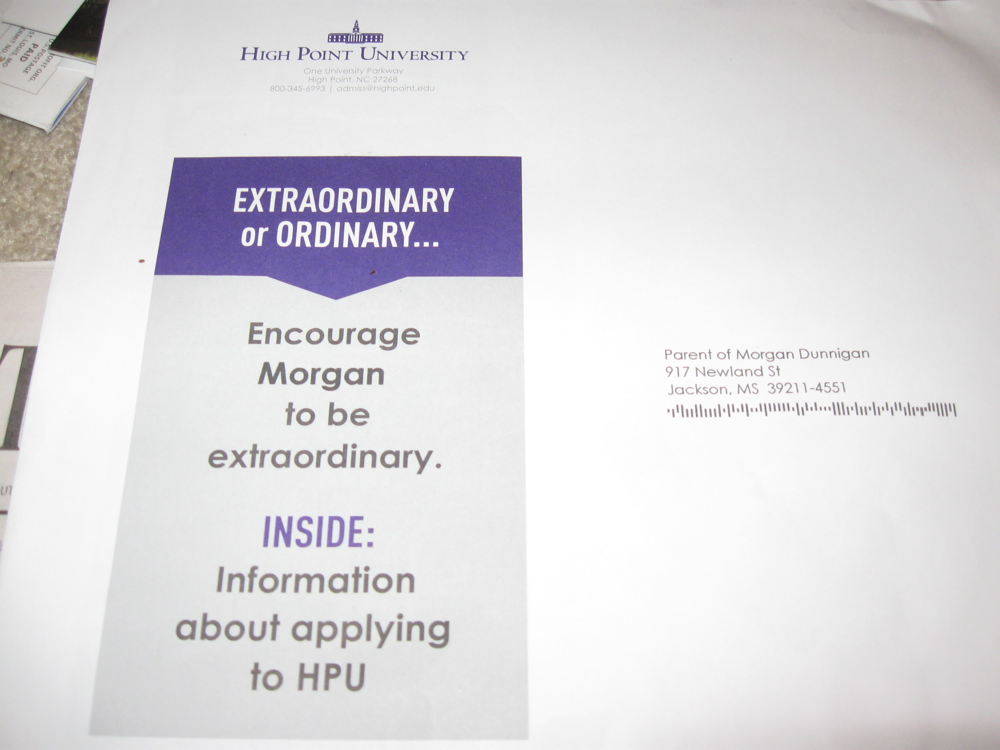 HIGH POINT UNIVERSITY
One University Parkway
High Point, NC 27268
800-345-6993 | admiss@highpoint.edu
EXTRAORDINARY
or ORDINARY...
Encourage
Morgan
to be
extraordinary.
INSIDE:
Information
about applying
to HPU
Parent of Morgan Dunnigan
917 Newland St
Jackson, MS 39211-4551
OFIT ORG.
U.S. POSTAGE
PAID
ST. LOUIS, MO
ERMIT NO.
T
UT